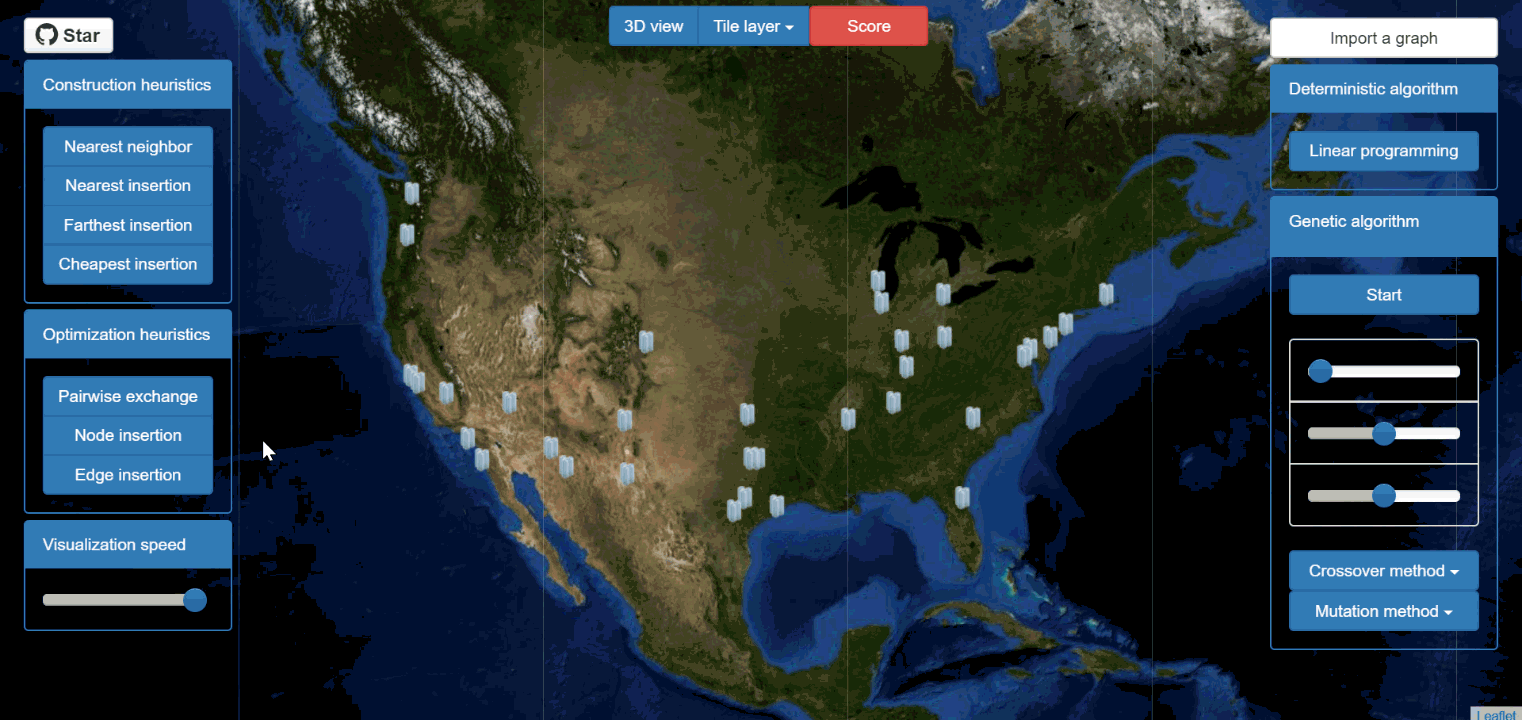 Star
3D view
Tile layer
Score
Import a graph
Construction heuristics
Nearest neighbor
Nearest insertion
Farthest insertion
Cheapest insertion
Optimization heuristics
Pairwise exchange
Node insertion
Edge insertion
Visualization speed
Deterministic algorithm
Linear programming
Genetic algorithm
Start
Crossover method
Mutation method
Leaflet